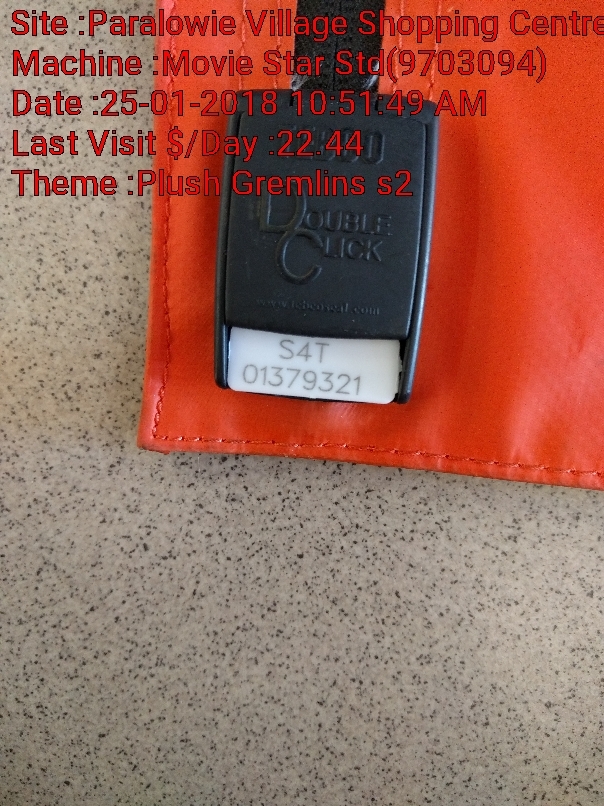 Site :Paralowie Village Shopping Centre
Machine :Movie Star Std(9703094)
Date :25-01-2018 10:51:49 AM
Last Visit $/Day :22.44
Theme :Plush Gremlins s2
DOUBLE
CLICK
S4T
01379321